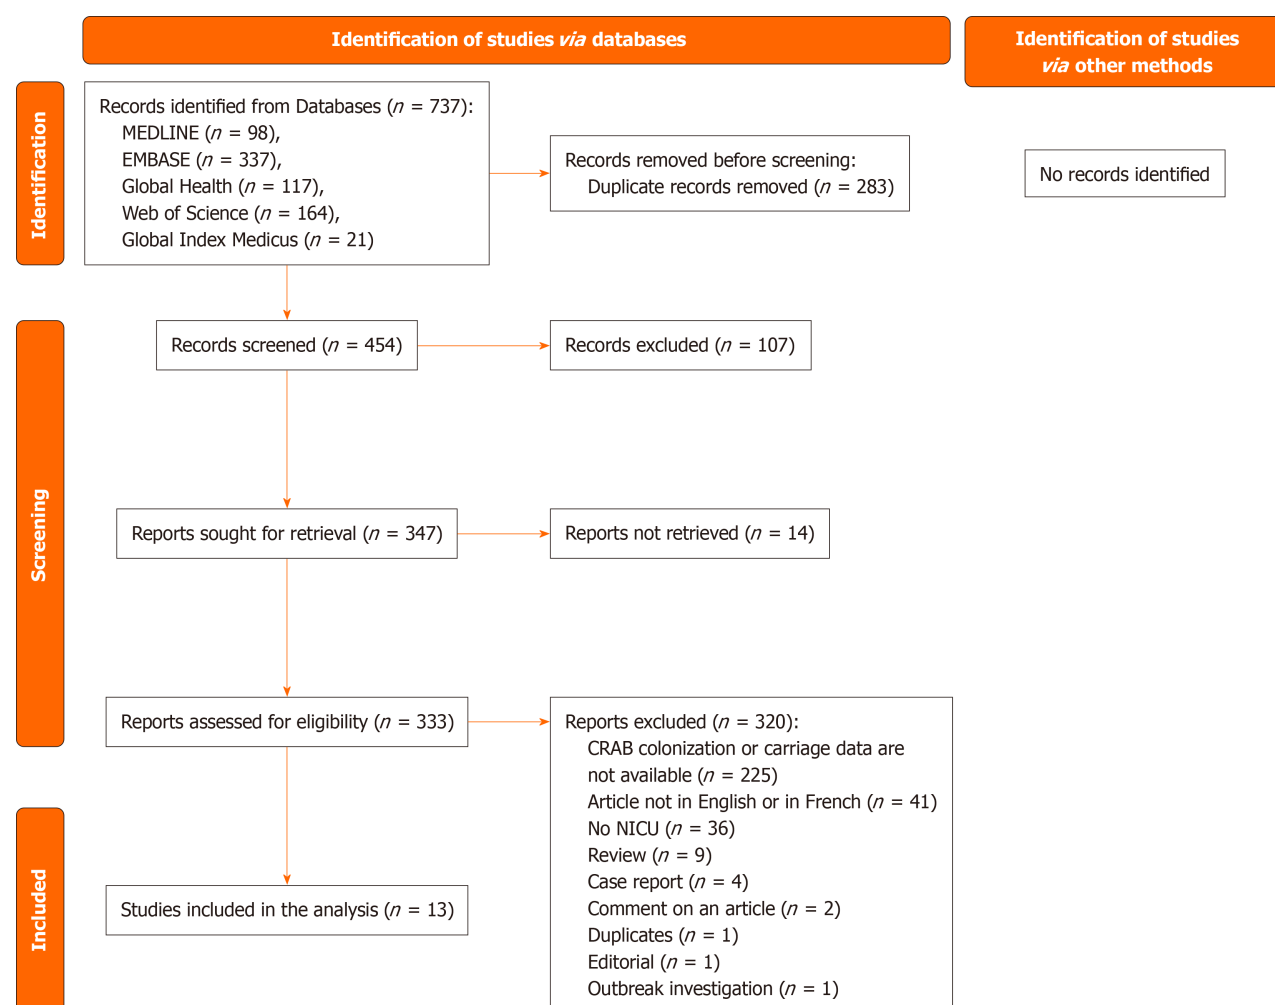 Identification of studies via databases
Identification of studies
via other methods
Identification
Records identified from Databases (n = 737):
MEDLINE (n = 98),
EMBASE (n = 337),
Global Health (n = 117),
Web of Science (n = 164),
Global Index Medicus (n = 21)
Records removed before screening:
Duplicate records removed (n = 283)
No records identified
Screening
Records screened (n = 454)
Records excluded (n = 107)
Reports sought for retrieval (n = 347)
Reports not retrieved (n = 14)
Reports assessed for eligibility (n = 333)
Reports excluded (n = 320):
CRAB colonization or carriage data are
not available (n = 225)
Article not in English or in French (n = 41)
No NICU (n = 36)
Review (n = 9)
Case report (n = 4)
Comment on an article (n = 2)
Duplicates (n = 1)
Editorial (n = 1)
Outbreak investigation (n = 1)
Included
Studies included in the analysis (n = 13)